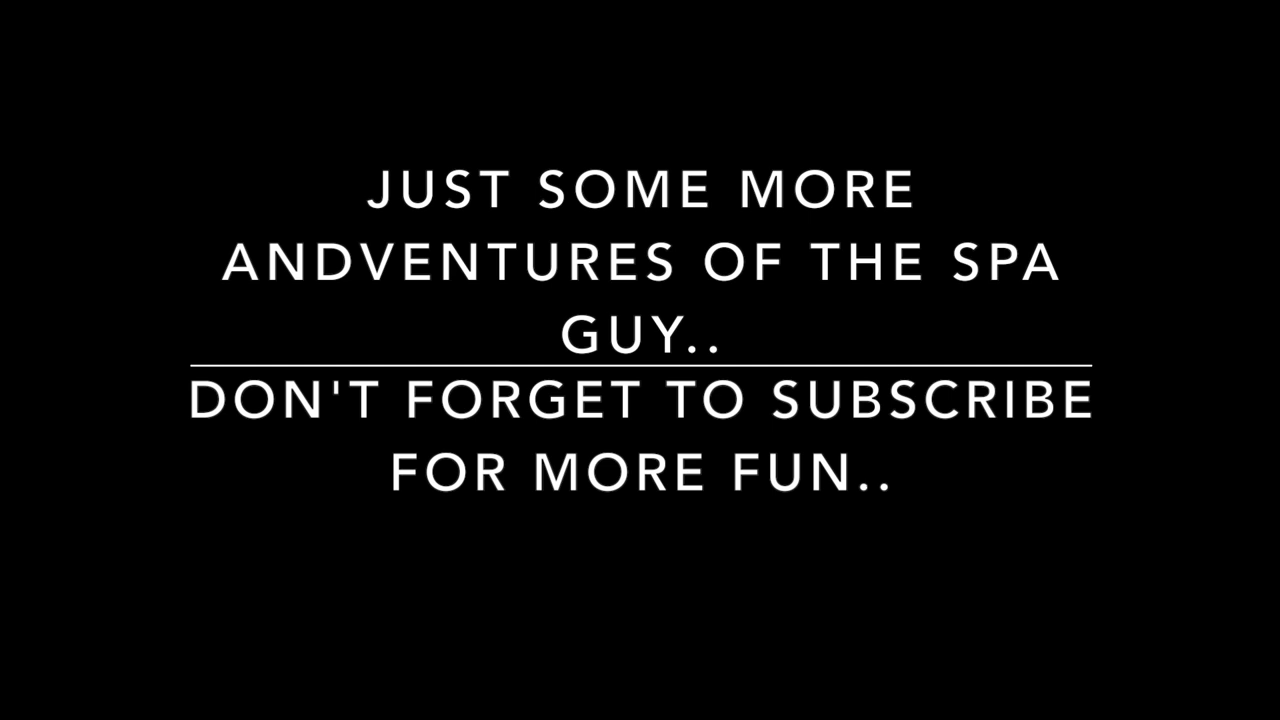 JUST SOME MORE
ANDVENTURES OF THE SPA
GUY..
DON'T FORGET TO SUBSCRIBE
FOR MORE FUN..